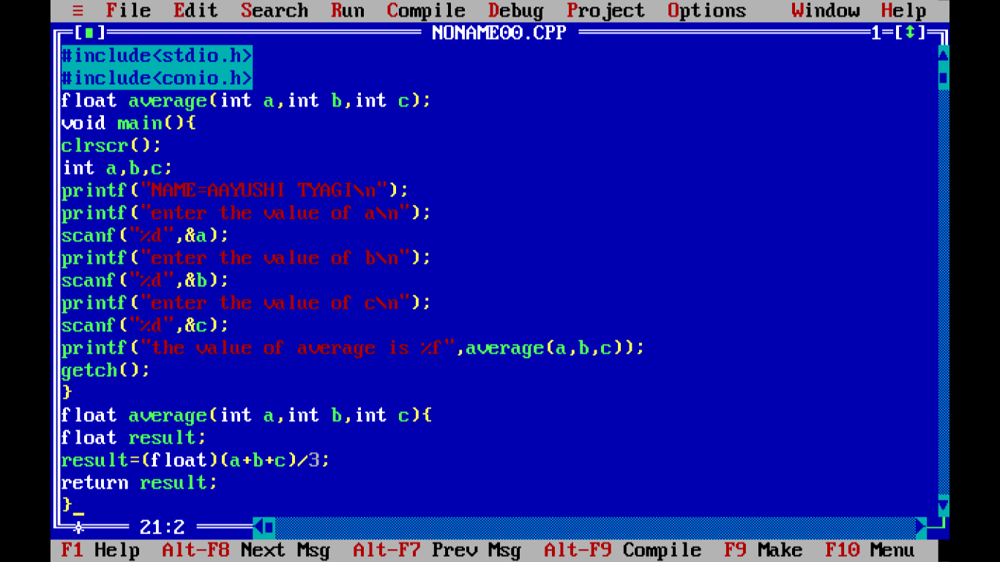 ≡ File Edit Search Run Compile Debug Project Options Window Help
[■] NONAME00.CPP 1=[↕]
#include<stdio.h>
#include<conio.h>
float average(int a,int b,int c);
void main(){
clrscr();
int a,b,c;
printf("NAME=AAYUSHI TYAGI\n");
printf("enter the value of a\n");
scanf("%d",&a);
printf("enter the value of b\n");
scanf("%d",&b);
printf("enter the value of c\n");
scanf("%d",&c);
printf("the value of average is %f",average(a,b,c));
getch();
}
float average(int a,int b,int c){
float result;
result=(float)(a+b+c)/3;
return result;
}_
21:2
F1 Help Alt-F8 Next Msg Alt-F7 Prev Msg Alt-F9 Compile F9 Make F10 Menu